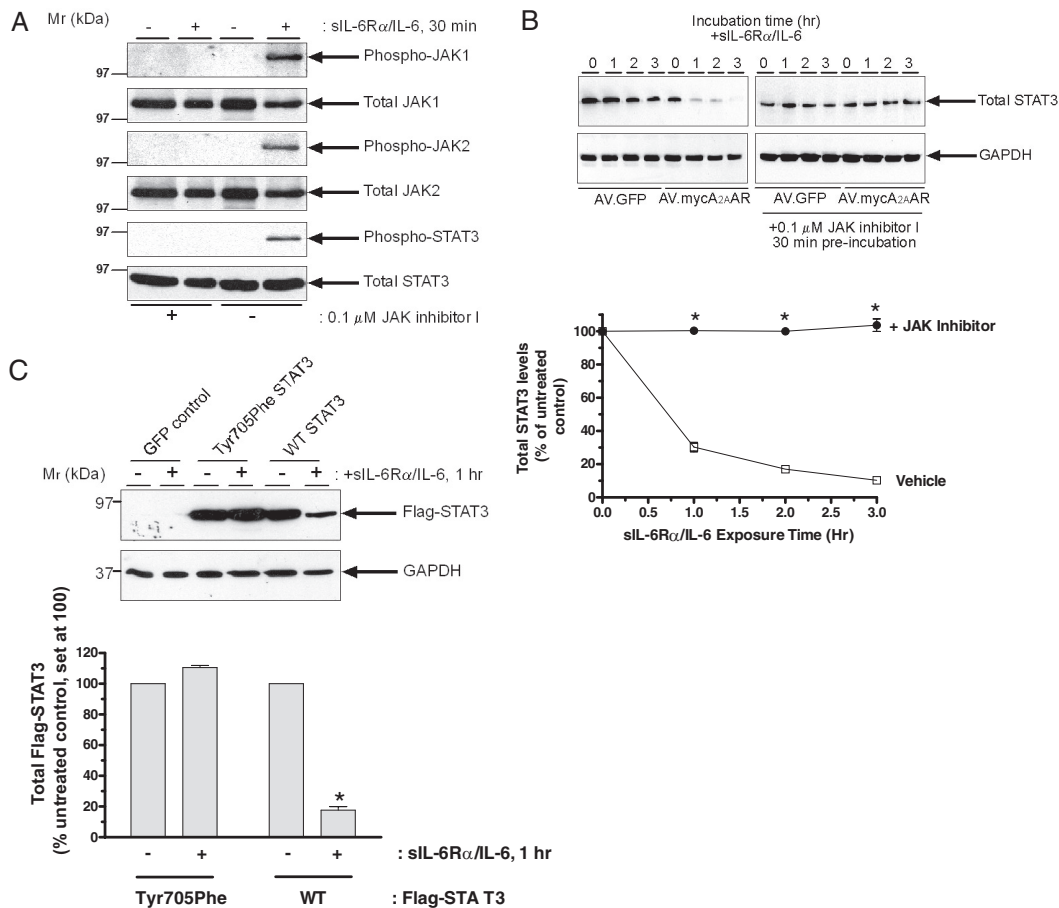 A
Mr (kDa)
- + - + : sIL-6Rα/IL-6, 30 min
Phospho-JAK1
97
Total JAK1
97
Phospho-JAK2
97
Total JAK2
97
Phospho-STAT3
97
Total STAT3
+ - : 0.1 μM JAK inhibitor I
B
Incubation time (hr)
+sIL-6Rα/IL-6
0 1 2 3 0 1 2 3 0 1 2 3 0 1 2 3
Total STAT3
GAPDH
AV.GFP AV.mycA2AAR AV.GFP AV.mycA2AAR
+0.1 μM JAK inhibitor I
30 min pre-incubation
Total STAT3 levels
(% of untreated
control)
100
80
60
40
20
0
* * *
+ JAK Inhibitor
Vehicle
0.0 0.5 1.0 1.5 2.0 2.5 3.0
sIL-6Rα/IL-6 Exposure Time (Hr)
C
GFP control
Tyr705Phe STAT3
WT STAT3
Mr (kDa)
- + - + - + : +sIL-6Rα/IL-6, 1 hr
97
Flag-STAT3
37
GAPDH
Total Flag-STAT3
(% untreated control, set at 100)
120
100
80
60
40
20
0
*
- + - + : sIL-6Rα/IL-6, 1 hr
Tyr705Phe WT : Flag-STA T3